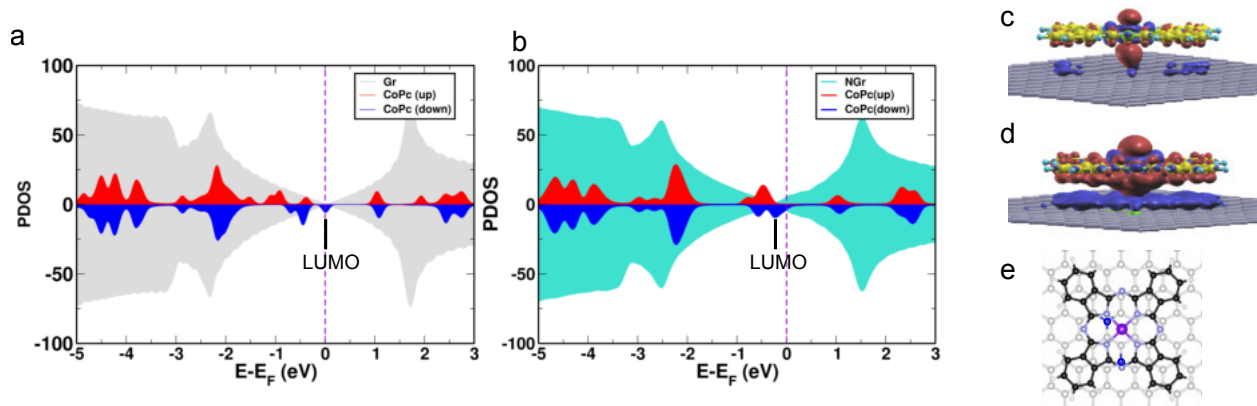 a
100
50
0
-50
-100
PDOS
Gr
CoPc (up)
CoPc (down)
LUMO
-5 -4 -3 -2 -1 0 1 2 3
E-E_F (eV)
b
100
50
0
-50
-100
PDOS
NGr
CoPc(up)
CoPc(down)
LUMO
-5 -4 -3 -2 -1 0 1 2 3
E-E_F (eV)
c
d
e